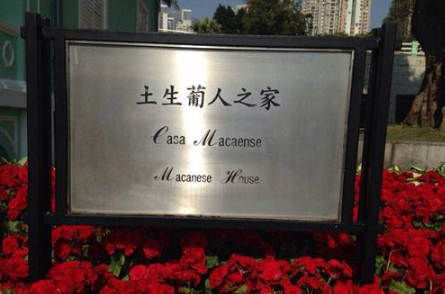 土生葡人之家
Casa Macaense
Macanese House